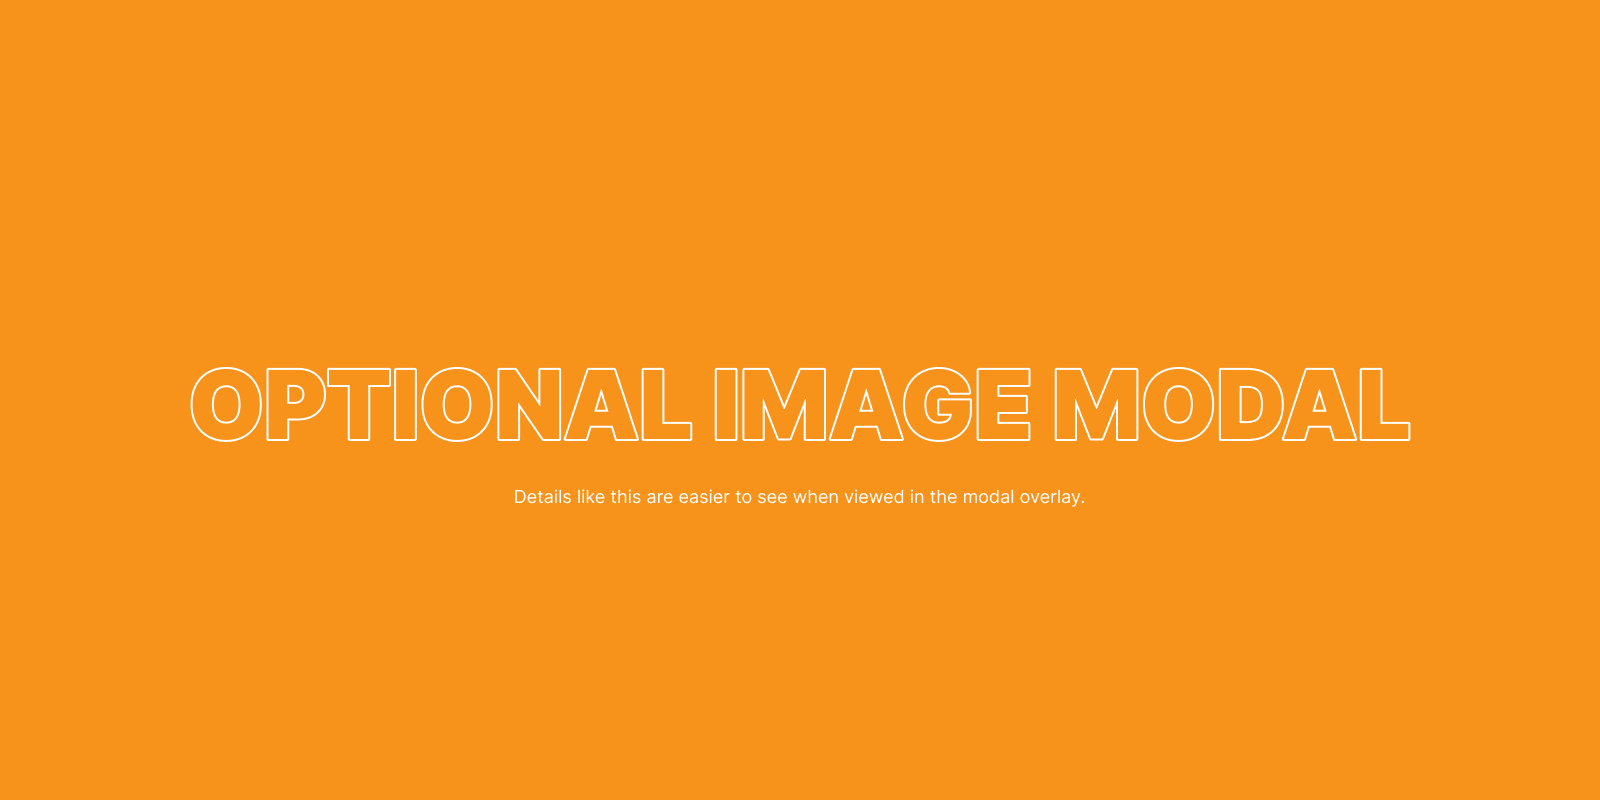 OPTIONAL IMAGE MODAL
Details like this are easier to see when viewed in the modal overlay.